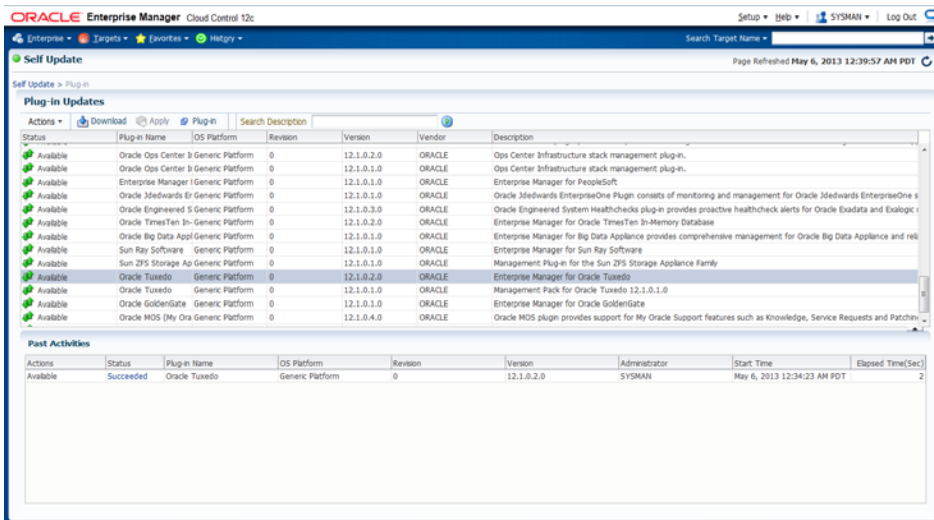 ORACLE Enterprise Manager Cloud Control 12c Setup Help SYSMAN Log Out
Enterprise Targets Favorites History Search Target Name
Self Update Page Refreshed May 6, 2013 12:39:57 AM PDT
Self Update > Plug-in
Plug-in Updates
Actions Download Apply Plug-in Search Description
Status Plug-in Name OS Platform Revision Version Vendor Description
Available Oracle Ops Center Ir Generic Platform 0 12.1.0.2.0 ORACLE Ops Center Infrastructure stack management plug-in.
Available Oracle Ops Center Ir Generic Platform 0 12.1.0.1.0 ORACLE Ops Center Infrastructure stack management plug-in.
Available Enterprise Manager Generic Platform 0 12.1.0.1.0 ORACLE Enterprise Manager for PeopleSoft
Available Oracle Jdedwards Er Generic Platform 0 12.1.0.1.0 ORACLE Oracle Jdedwards EnterpriseOne Plugin consists of monitoring and management for Oracle Jdedwards EnterpriseOne s
Available Oracle Engineered S Generic Platform 0 12.1.0.3.0 ORACLE Oracle Engineered System Healthchecks plug-in provides proactive healthcheck alerts for Oracle Exadata and Exalogic
Available Oracle TimesTen In- Generic Platform 0 12.1.0.2.0 ORACLE Enterprise Manager for Oracle TimesTen In-Memory Database
Available Oracle Big Data Appl Generic Platform 0 12.1.0.1.0 ORACLE Enterprise Manager for Big Data Appliance provides comprehensive management for Oracle Big Data Appliance and rela
Available Sun Ray Software Generic Platform 0 12.1.0.1.0 ORACLE Enterprise Manager for Sun Ray Software
Available Sun ZFS Storage Ap Generic Platform 0 12.1.0.1.0 ORACLE Management Plug-in for the Sun ZFS Storage Appliance Family
Available Oracle Tuxedo Generic Platform 0 12.1.0.2.0 ORACLE Enterprise Manager for Oracle Tuxedo
Available Oracle Tuxedo Generic Platform 0 12.1.0.1.0 ORACLE Management Pack for Oracle Tuxedo 12.1.0.1.0
Available Oracle GoldenGate Generic Platform 0 12.1.0.1.0 ORACLE Enterprise Manager for Oracle GoldenGate
Available Oracle MOS (My Ora Generic Platform 0 12.1.0.4.0 ORACLE Oracle MOS plugin provides support for My Oracle Support features such as Knowledge, Service Requests and Patching
Past Activities
Actions Status Plug-in Name OS Platform Revision Version Administrator Start Time Elapsed Time(Sec)
Available Succeeded Oracle Tuxedo Generic Platform 0 12.1.0.2.0 SYSMAN May 6, 2013 12:34:23 AM PDT 2